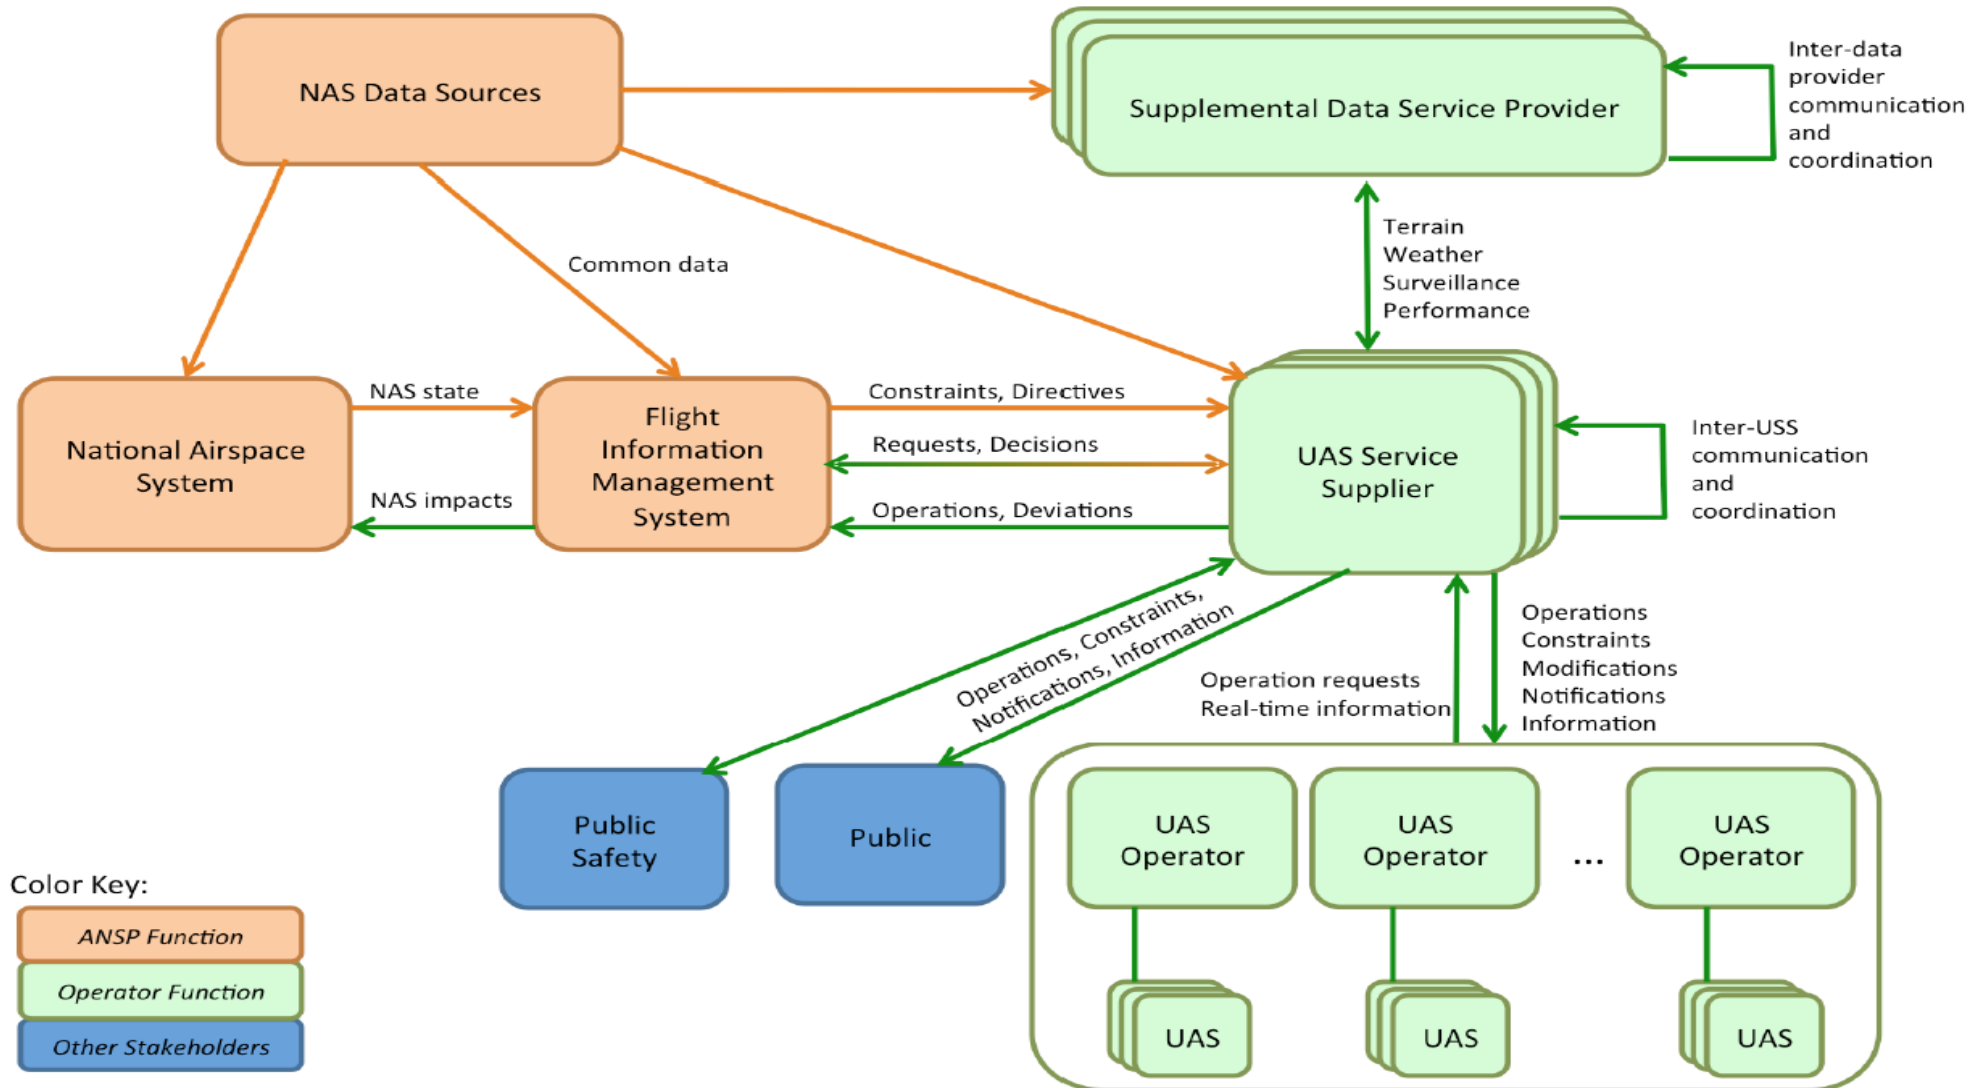 NAS Data Sources
Supplemental Data Service Provider
Inter-data
provider
communication
and
coordination
Common data
Terrain
Weather
Surveillance
Performance
National Airspace
System
NAS state
NAS impacts
Flight
Information
Management
System
Constraints, Directives
Requests, Decisions
Operations, Deviations
UAS Service
Supplier
Inter-USS
communication
and
coordination
Operations, Constraints,
Notifications, Information
Operation requests
Real-time information
Operations
Constraints
Modifications
Notifications
Information
Public
Safety
Public
UAS
Operator
UAS
Operator
...
UAS
Operator
UAS
UAS
UAS
Color Key:
ANSP Function
Operator Function
Other Stakeholders